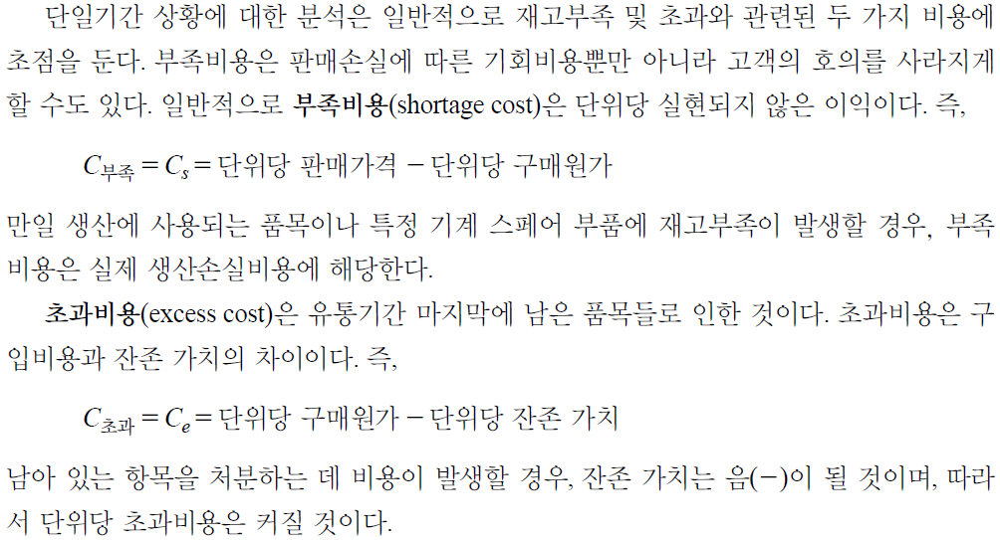 단일기간 상황에 대한 분석은 일반적으로 재고부족 및 초과와 관련된 두 가지 비용에
초점을 둔다. 부족비용은 판매손실에 따른 기회비용뿐만 아니라 고객의 호의를 사라지게
할 수도 있다. 일반적으로 부족비용(shortage cost)은 단위당 실현되지 않은 이익이다. 즉,
C부족 = Cs = 단위당 판매가격 − 단위당 구매원가
만일 생산에 사용되는 품목이나 특정 기계 스페어 부품에 재고부족이 발생할 경우, 부족
비용은 실제 생산손실비용에 해당한다.
초과비용(excess cost)은 유통기간 마지막에 남은 품목들로 인한 것이다. 초과비용은 구
입비용과 잔존 가치의 차이이다. 즉,
C초과 = Ce = 단위당 구매원가 − 단위당 잔존 가치
남아 있는 항목을 처분하는 데 비용이 발생할 경우, 잔존 가치는 음(−)이 될 것이며, 따라
서 단위당 초과비용은 커질 것이다.